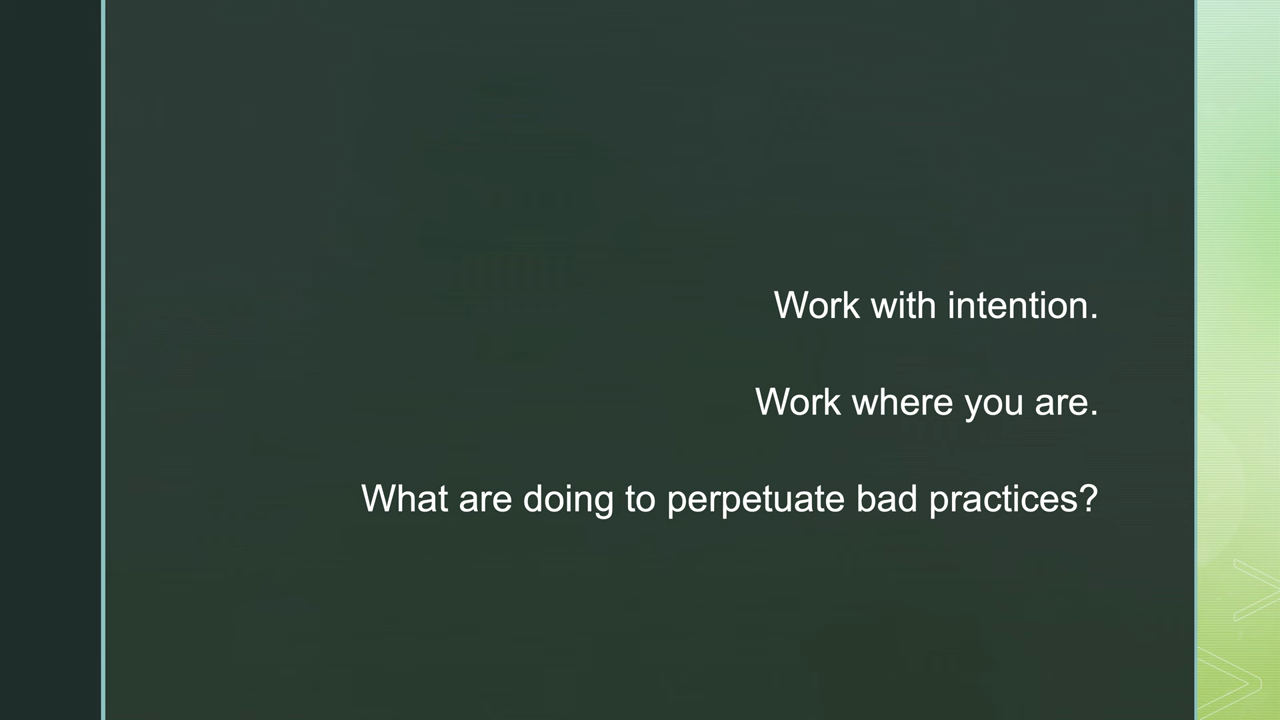 Work with intention.
Work where you are.
What are doing to perpetuate bad practices?